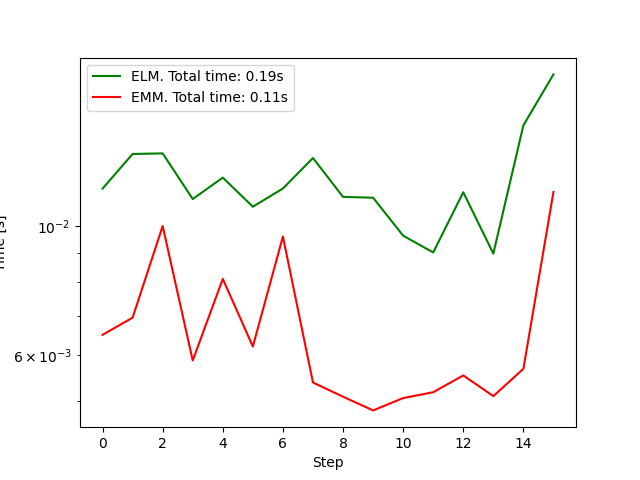 ELM. Total time: 0.19s
EMM. Total time: 0.11s
Time [s]
10⁻²
6 × 10⁻³
0 2 4 6 8 10 12 14
Step